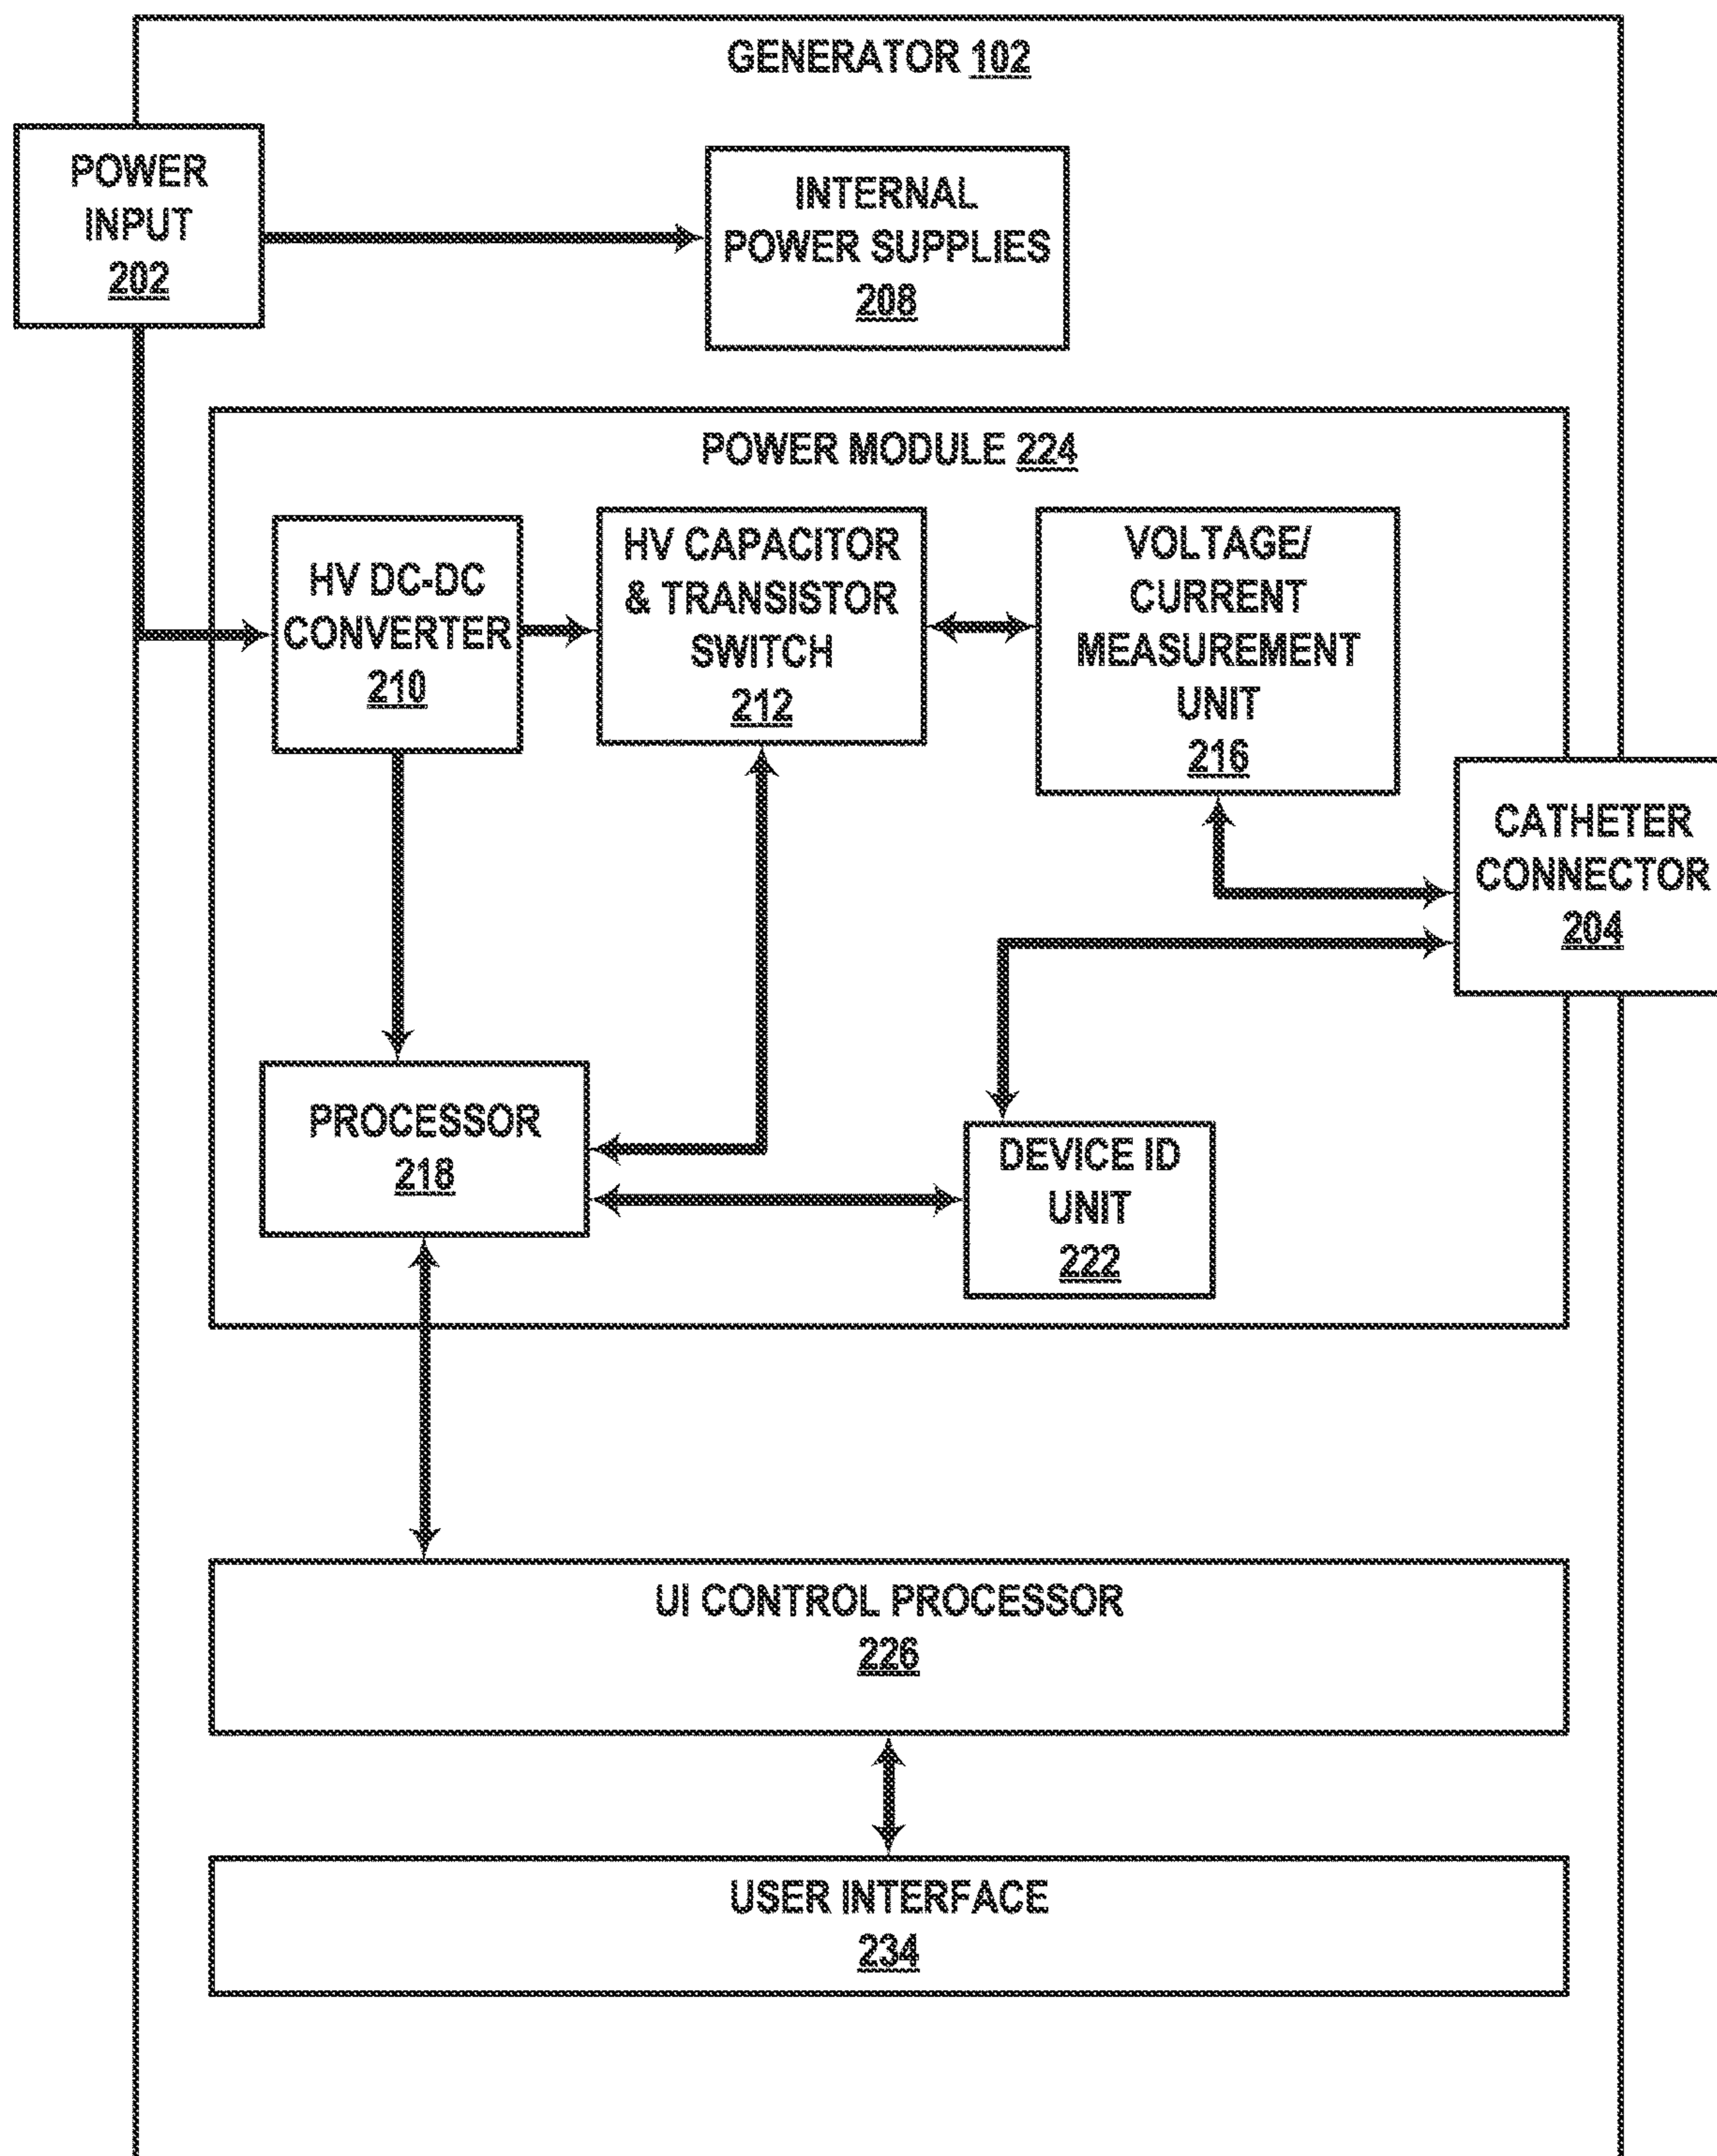 GENERATOR 102
POWER
INPUT
202
INTERNAL
POWER SUPPLIES
208
POWER MODULE 224
HV DC-DC
CONVERTER
210
HV CAPACITOR
& TRANSISTOR
SWITCH
212
VOLTAGE/
CURRENT
MEASUREMENT
UNIT
216
CATHETER
CONNECTOR
204
PROCESSOR
218
DEVICE ID
UNIT
222
UI CONTROL PROCESSOR
226
USER INTERFACE
234